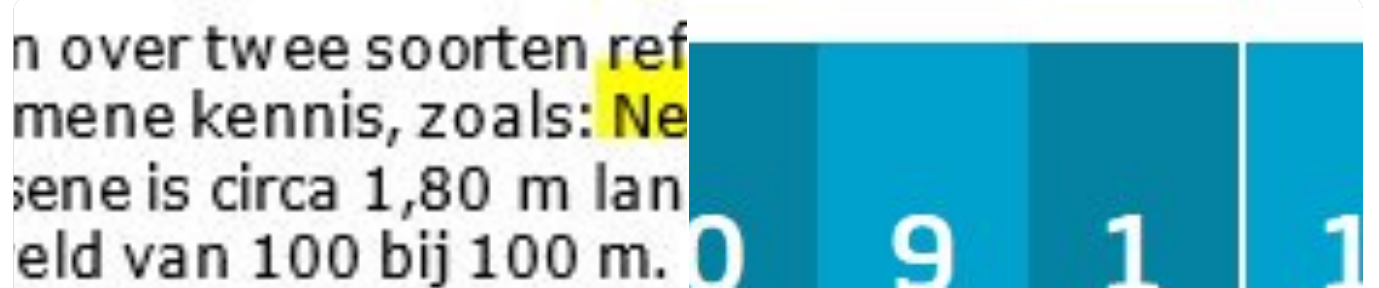 n over twee soorten ref
mene kennis, zoals: Ne
sene is circa 1,80 m lan
eld van 100 bij 100 m.
0 9 1 1